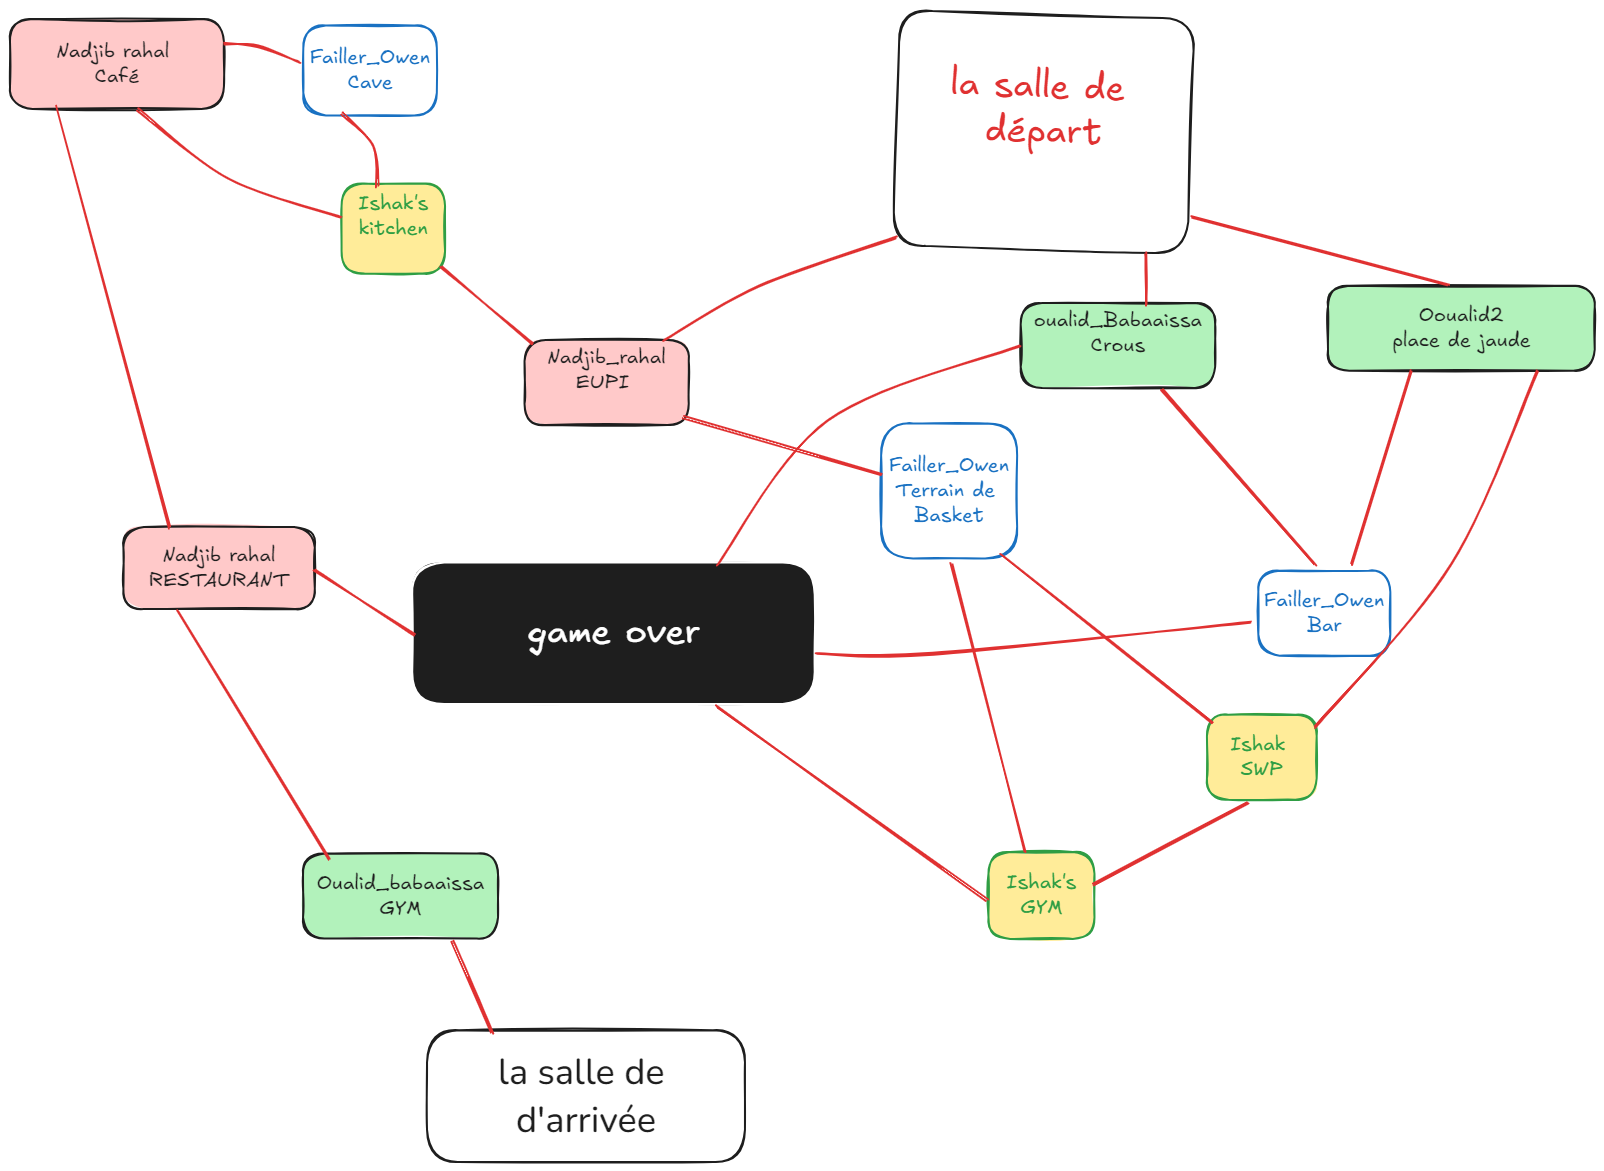 Nadjib rahal
Café
Failler_Owen
Cave
la salle de
départ
Ishak's
kitchen
oualid_Babaaissa
Crous
Ooualid2
place de jaude
Nadjib_rahal
EUPI
Failler_Owen
Terrain de
Basket
Nadjib rahal
RESTAURANT
game over
Failler_Owen
Bar
Ishak
SWP
Oualid_babaaissa
GYM
Ishak's
GYM
la salle de
d'arrivée